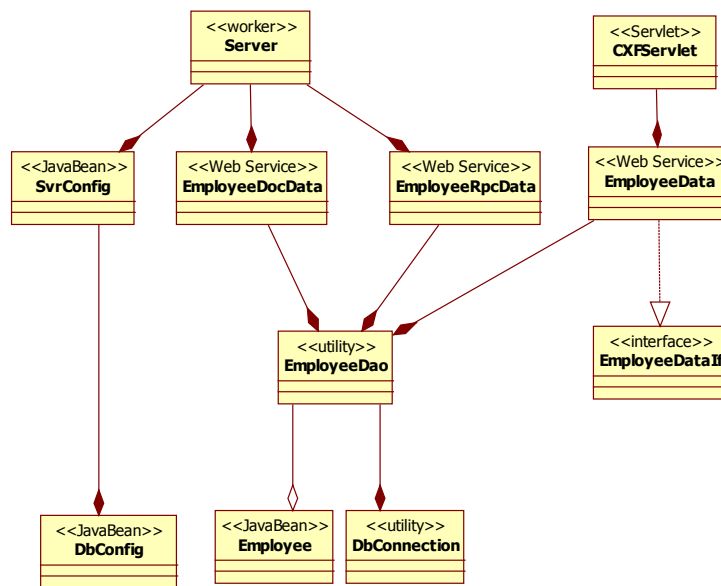 <<worker>>
Server
<<Servlet>>
CXFServlet
<<JavaBean>>
SvrConfig
<<Web Service>>
EmployeeDocData
<<Web Service>>
EmployeeRpcData
<<Web Service>>
EmployeeData
<<utility>>
EmployeeDao
<<interface>>
EmployeeDataIf
<<JavaBean>>
DbConfig
<<JavaBean>>
Employee
<<utility>>
DbConnection